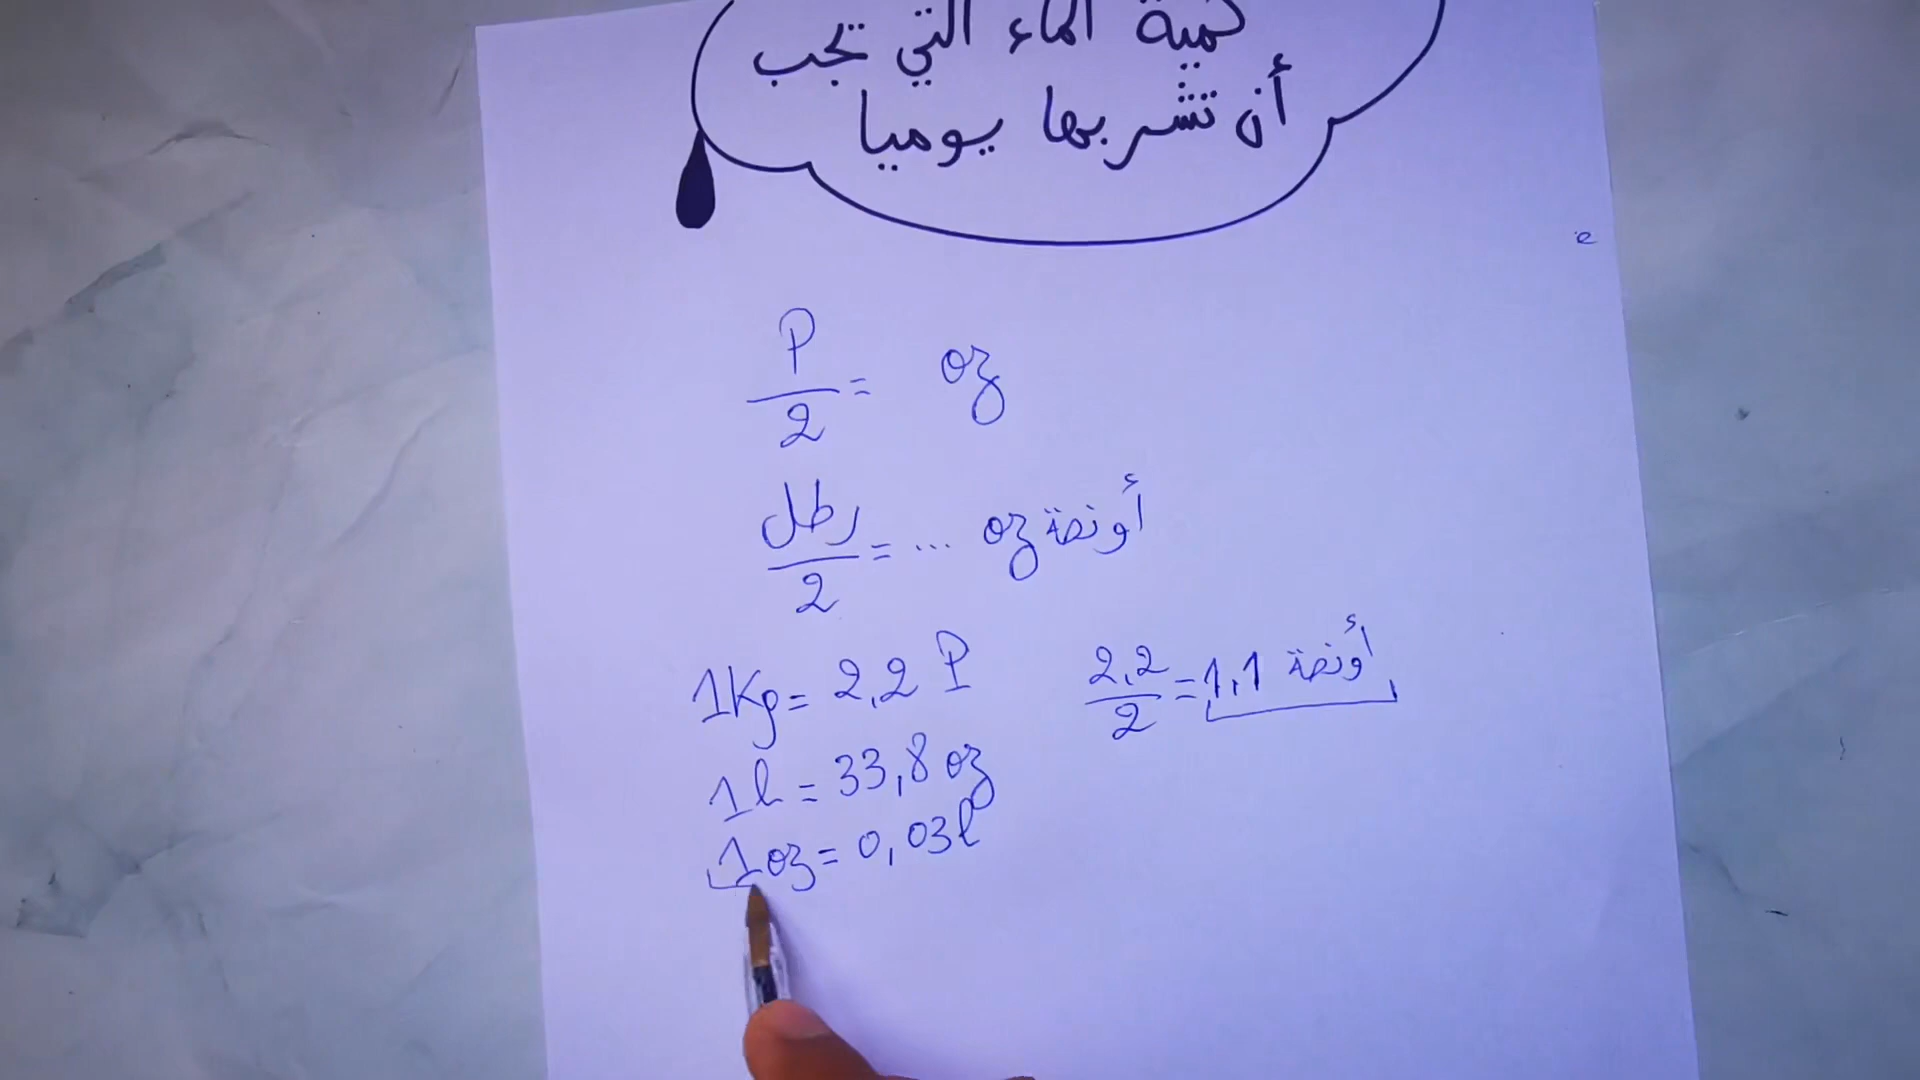 كمية الماء التي تجب
أن تشربها يوميا
P/2 = oz
رطل/2 = ... oz أونصة
1Kg = 2,2 P
2,2/2 = 1,1 أونصة
1l = 33,8 oz
1oz = 0,03l